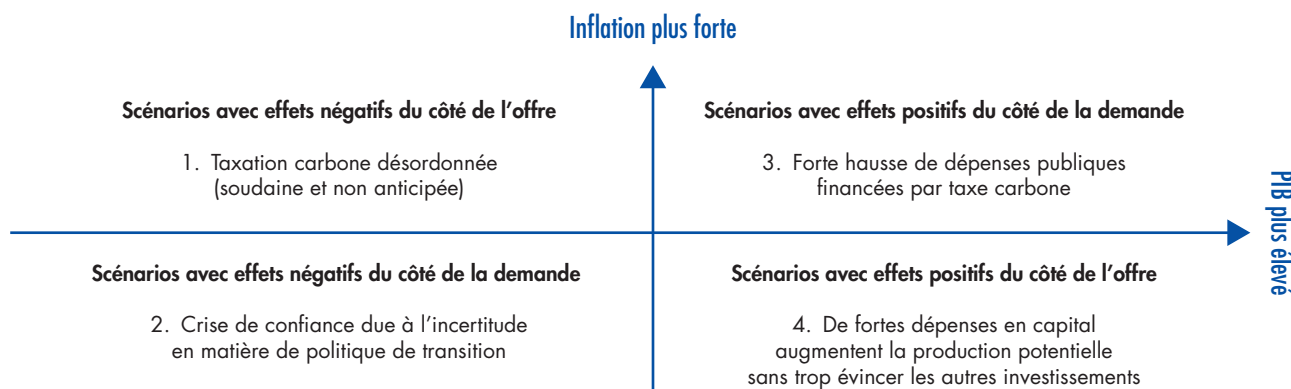 Inflation plus forte
Scénarios avec effets négatifs du côté de l’offre
1. Taxation carbone désordonnée
(soudaine et non anticipée)
Scénarios avec effets positifs du côté de la demande
3. Forte hausse de dépenses publiques
financées par taxe carbone
PIB plus élevé
Scénarios avec effets négatifs du côté de la demande
2. Crise de confiance due à l’incertitude
en matière de politique de transition
Scénarios avec effets positifs du côté de l’offre
4. De fortes dépenses en capital
augmentent la production potentielle
sans trop évincer les autres investissements